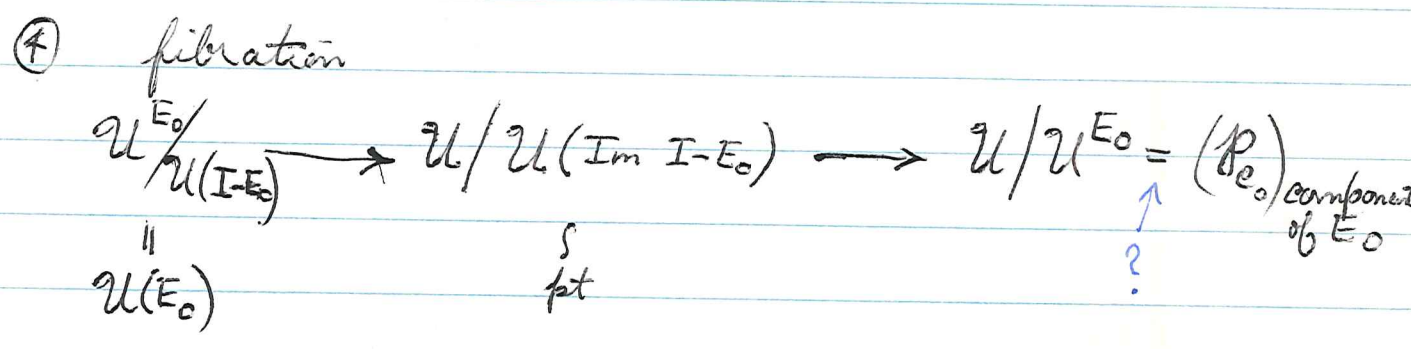 ④ fibration
𝒰^{E₀}/𝒰(I-E₀) ⟶ 𝒰/𝒰(Im I-E₀) ⟶ 𝒰/𝒰^{E₀} = (𝒫_{e₀}) component of E₀
|| ∫ ?
𝒰(E₀) pt